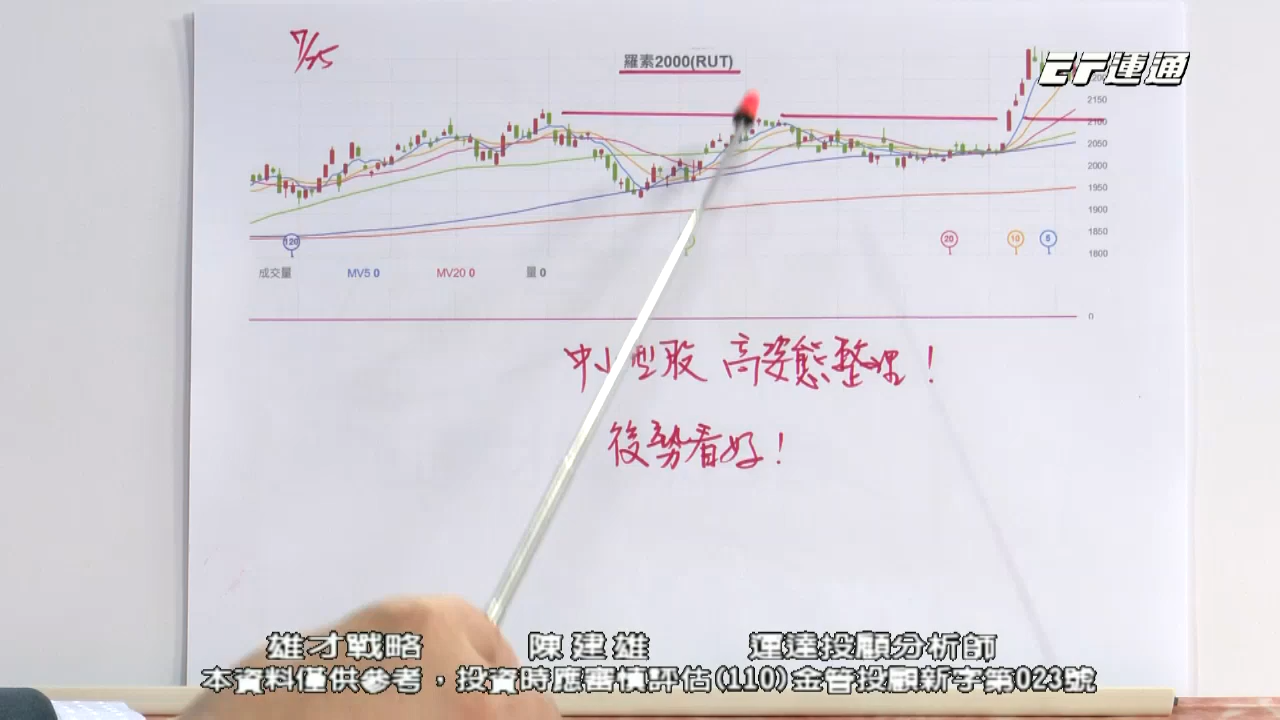 7/25
羅素2000(RUT)
ET運通
2150
2100
2050
2000
1950
1900
1850
1800
120
20
10
5
成交量 MV5 0 MV20 0 量 0
0
中小型股 高姿態整理!
後勢看好!
雄才戰略 陳建雄 運達投顧分析師
本資料僅供參考,投資時應審慎評估(110)金管投顧新字第023號